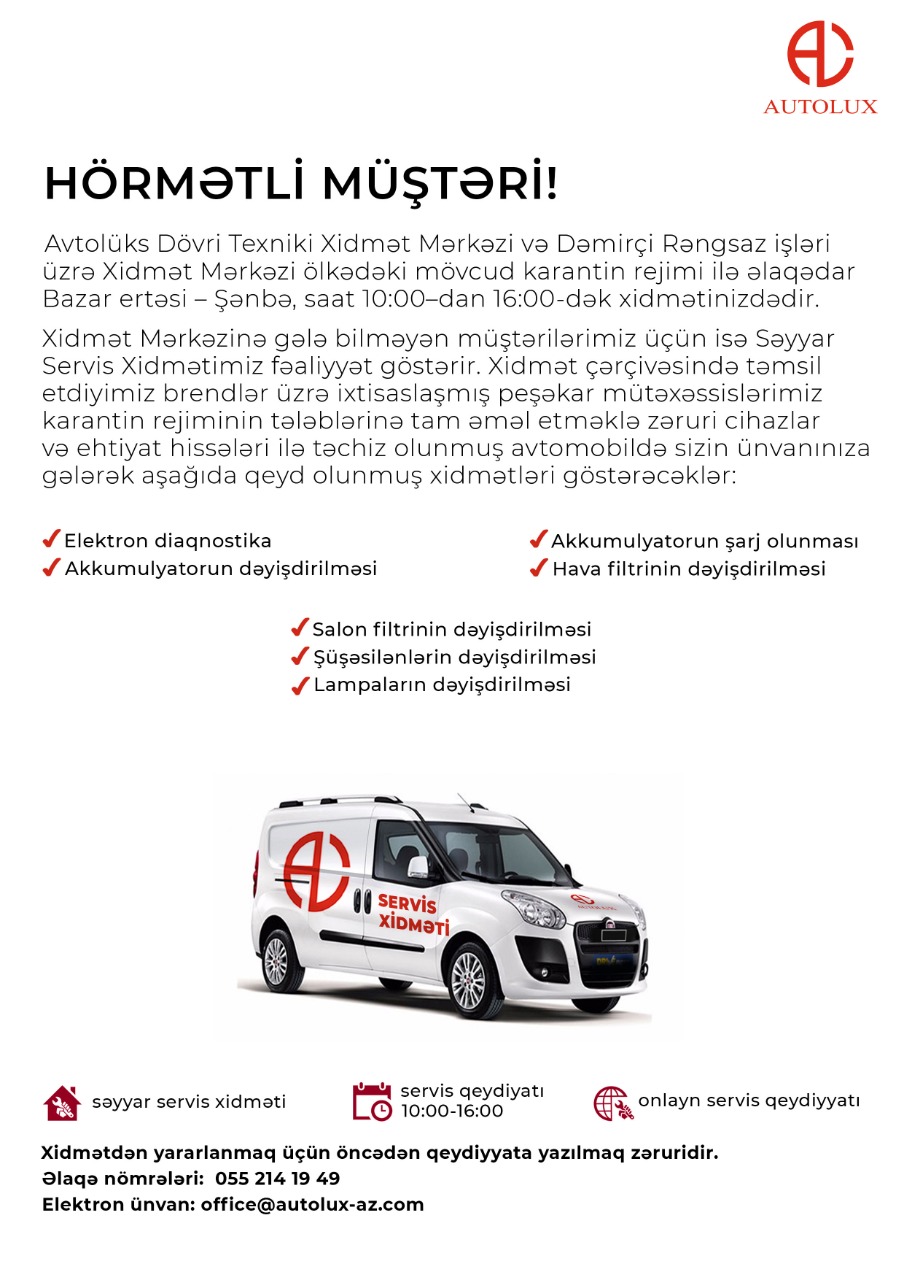 AUTOLUX
HÖRMƏTLİ MÜŞTƏRİ!
Avtolüks Dövri Texniki Xidmət Mərkəzi və Dəmirçi Rəngsaz işləri
üzrə Xidmət Mərkəzi ölkədəki mövcud karantin rejimi ilə əlaqədar
Bazar ertəsi – Şənbə, saat 10:00–dan 16:00-dək xidmətinizdədir.
Xidmət Mərkəzinə gələ bilməyən müştərilərimiz üçün isə Səyyar
Servis Xidmətimiz fəaliyyət göstərir. Xidmət çərçivəsində təmsil
etdiyimiz brendlər üzrə ixtisaslaşmış peşəkar mütəxəssislərimiz
karantin rejiminin tələblərinə tam əməl etməklə zəruri cihazlar
və ehtiyat hissələri ilə təchiz olunmuş avtomobildə sizin ünvanınıza
gələrək aşağıda qeyd olunmuş xidmətləri göstərəcəklər:
Elektron diaqnostika
Akkumulyatorun dəyişdirilməsi
Akkumulyatorun şarj olunması
Hava filtrinin dəyişdirilməsi
Salon filtrinin dəyişdirilməsi
Şüşəsilənlərin dəyişdirilməsi
Lampaların dəyişdirilməsi
SERVİS
XİDMƏTİ
səyyar servis xidməti
servis qeydiyatı
10:00-16:00
onlayn servis qeydiyyatı
Xidmətdən yararlanmaq üçün öncədən qeydiyyata yazılmaq zəruridir.
Əlaqə nömrələri: 055 214 19 49
Elektron ünvan: office@autolux-az.com